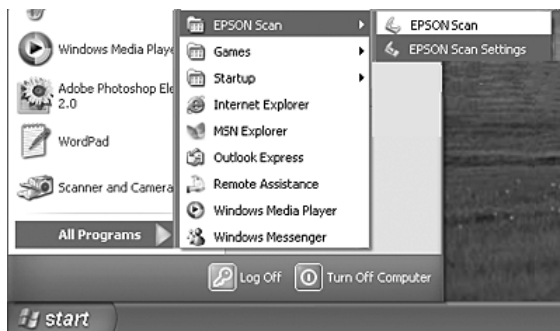 Windows Media Playe
Adobe Photoshop Ele
2.0
WordPad
Scanner and Camera
All Programs
EPSON Scan
Games
Startup
Internet Explorer
MSN Explorer
Outlook Express
Remote Assistance
Windows Media Player
Windows Messenger
EPSON Scan
EPSON Scan Settings
Log Off
Turn Off Computer
start